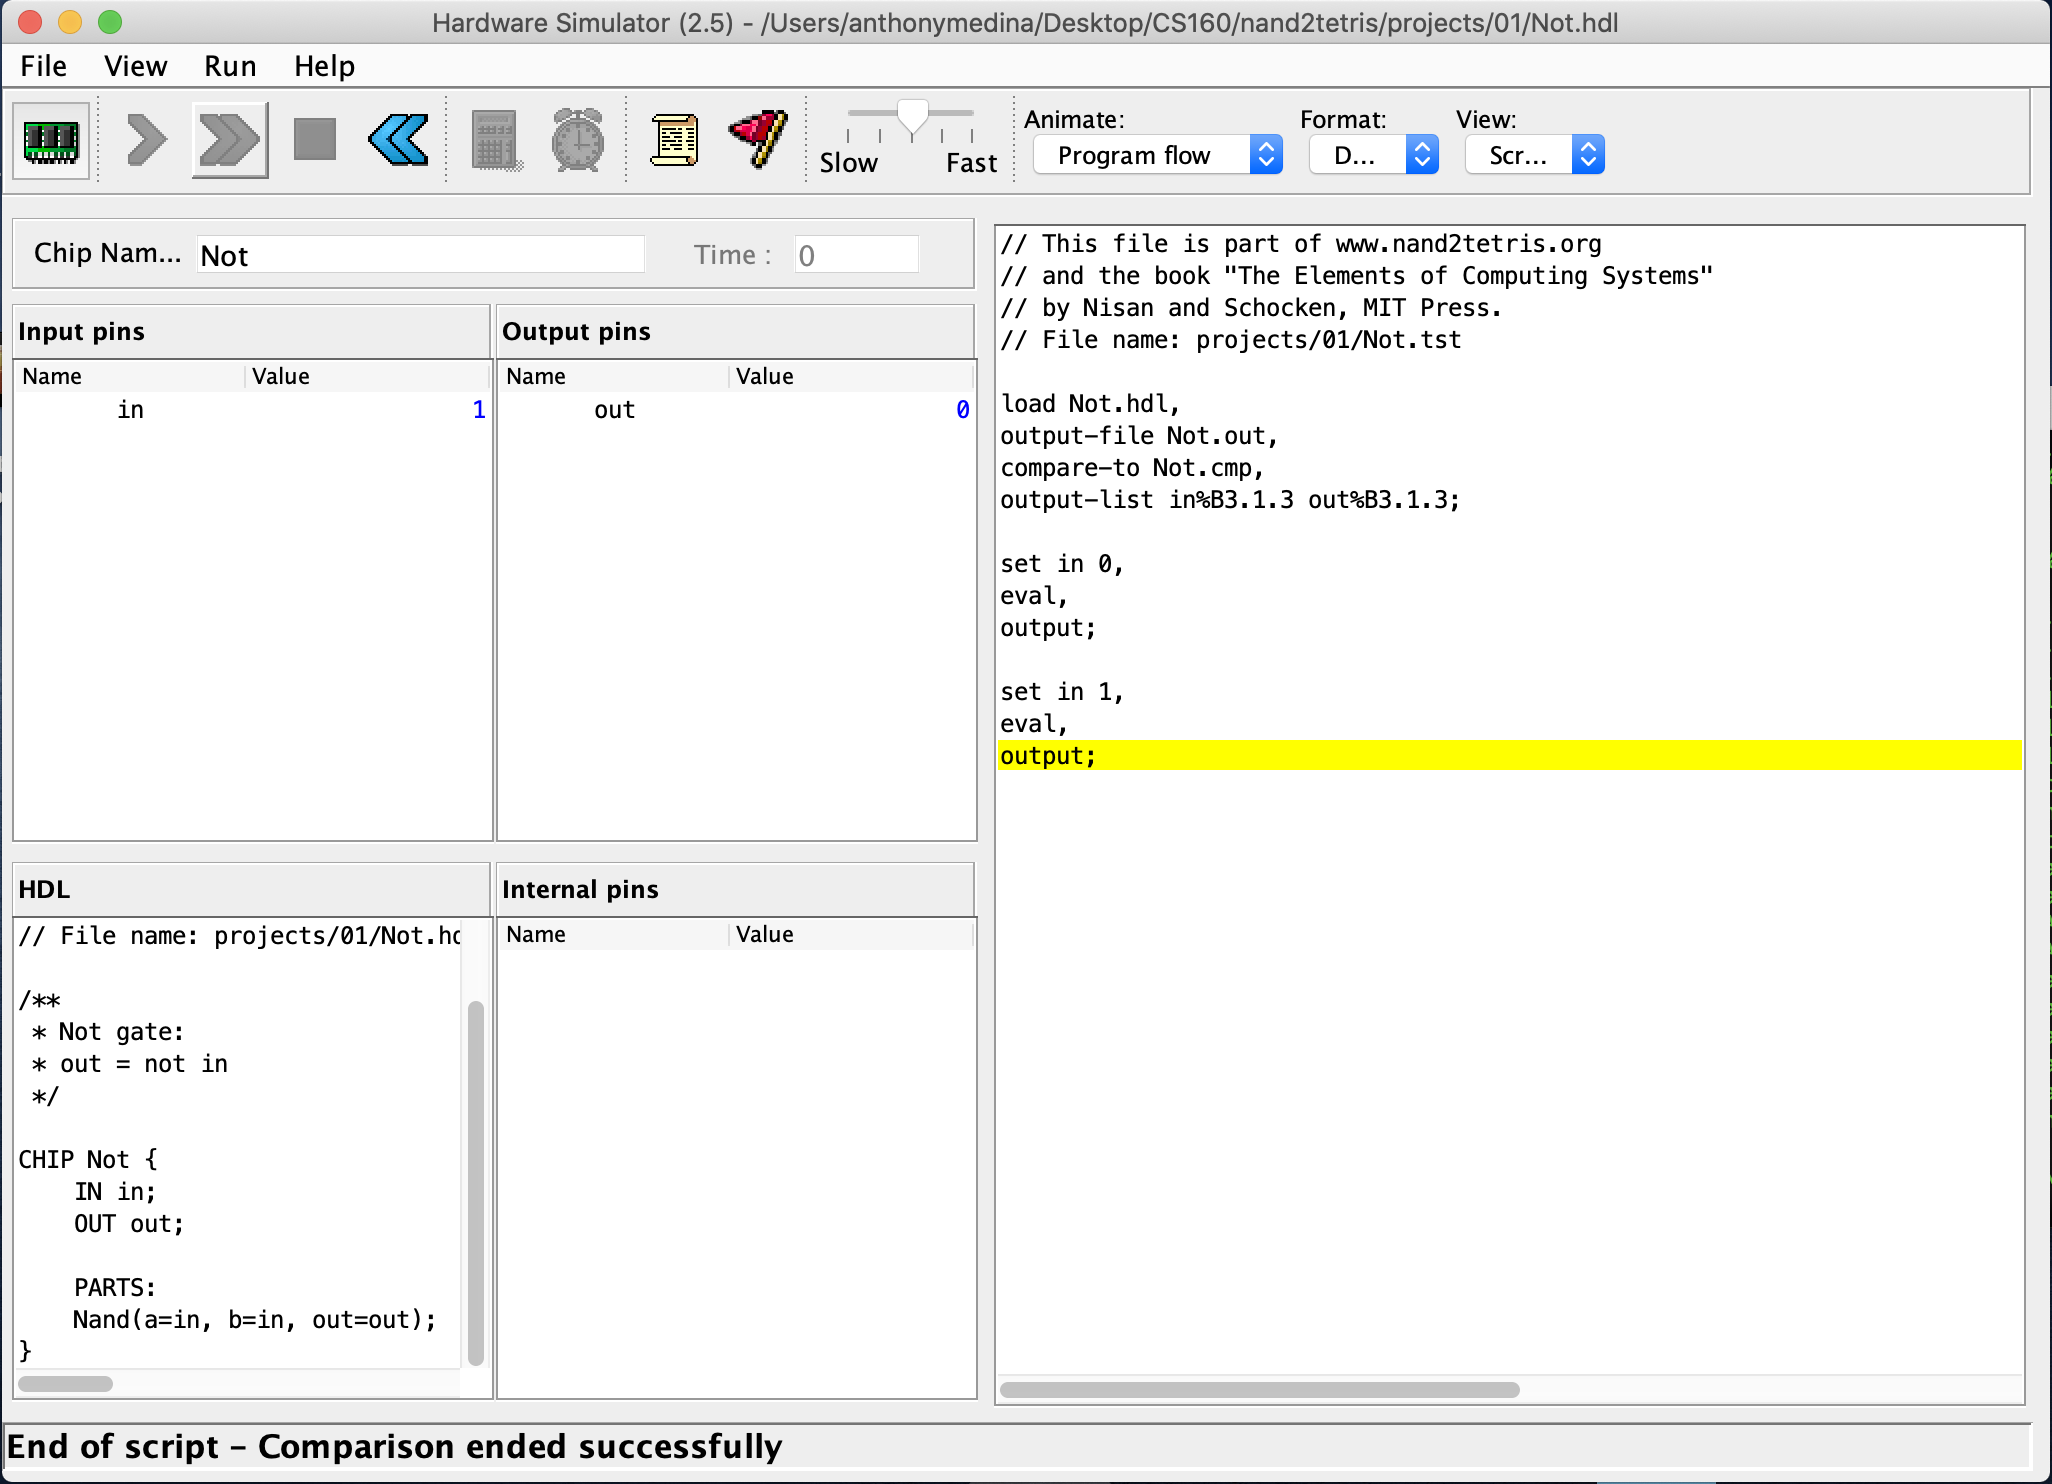 Hardware Simulator (2.5) - /Users/anthonymedina/Desktop/CS160/nand2tetris/projects/01/Not.hdl
File View Run Help
Animate: Format: View:
Slow Fast Program flow D... Scr...
Chip Nam... Not Time : 0
Input pins
Name Value
in 1
Output pins
Name Value
out 0
HDL
// File name: projects/01/Not.hd
/**
* Not gate:
* out = not in
*/
CHIP Not {
IN in;
OUT out;
PARTS:
Nand(a=in, b=in, out=out);
}
Internal pins
Name Value
// This file is part of www.nand2tetris.org
// and the book "The Elements of Computing Systems"
// by Nisan and Schocken, MIT Press.
// File name: projects/01/Not.tst
load Not.hdl,
output-file Not.out,
compare-to Not.cmp,
output-list in%B3.1.3 out%B3.1.3;
set in 0,
eval,
output;
set in 1,
eval,
output;
End of script - Comparison ended successfully